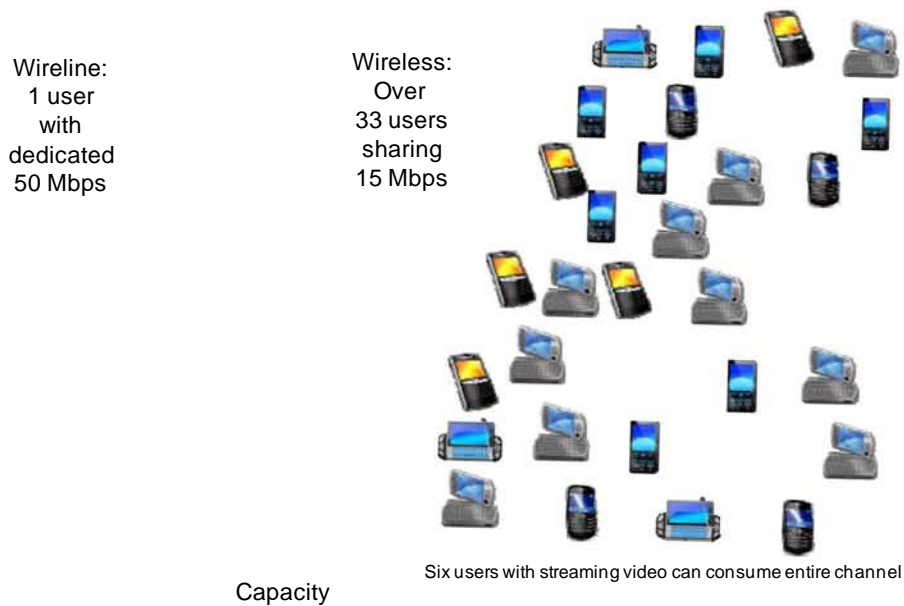 Wireline:
1 user
with
dedicated
50 Mbps
Wireless:
Over
33 users
sharing
15 Mbps
Six users with streaming video can consume entire channel
Capacity